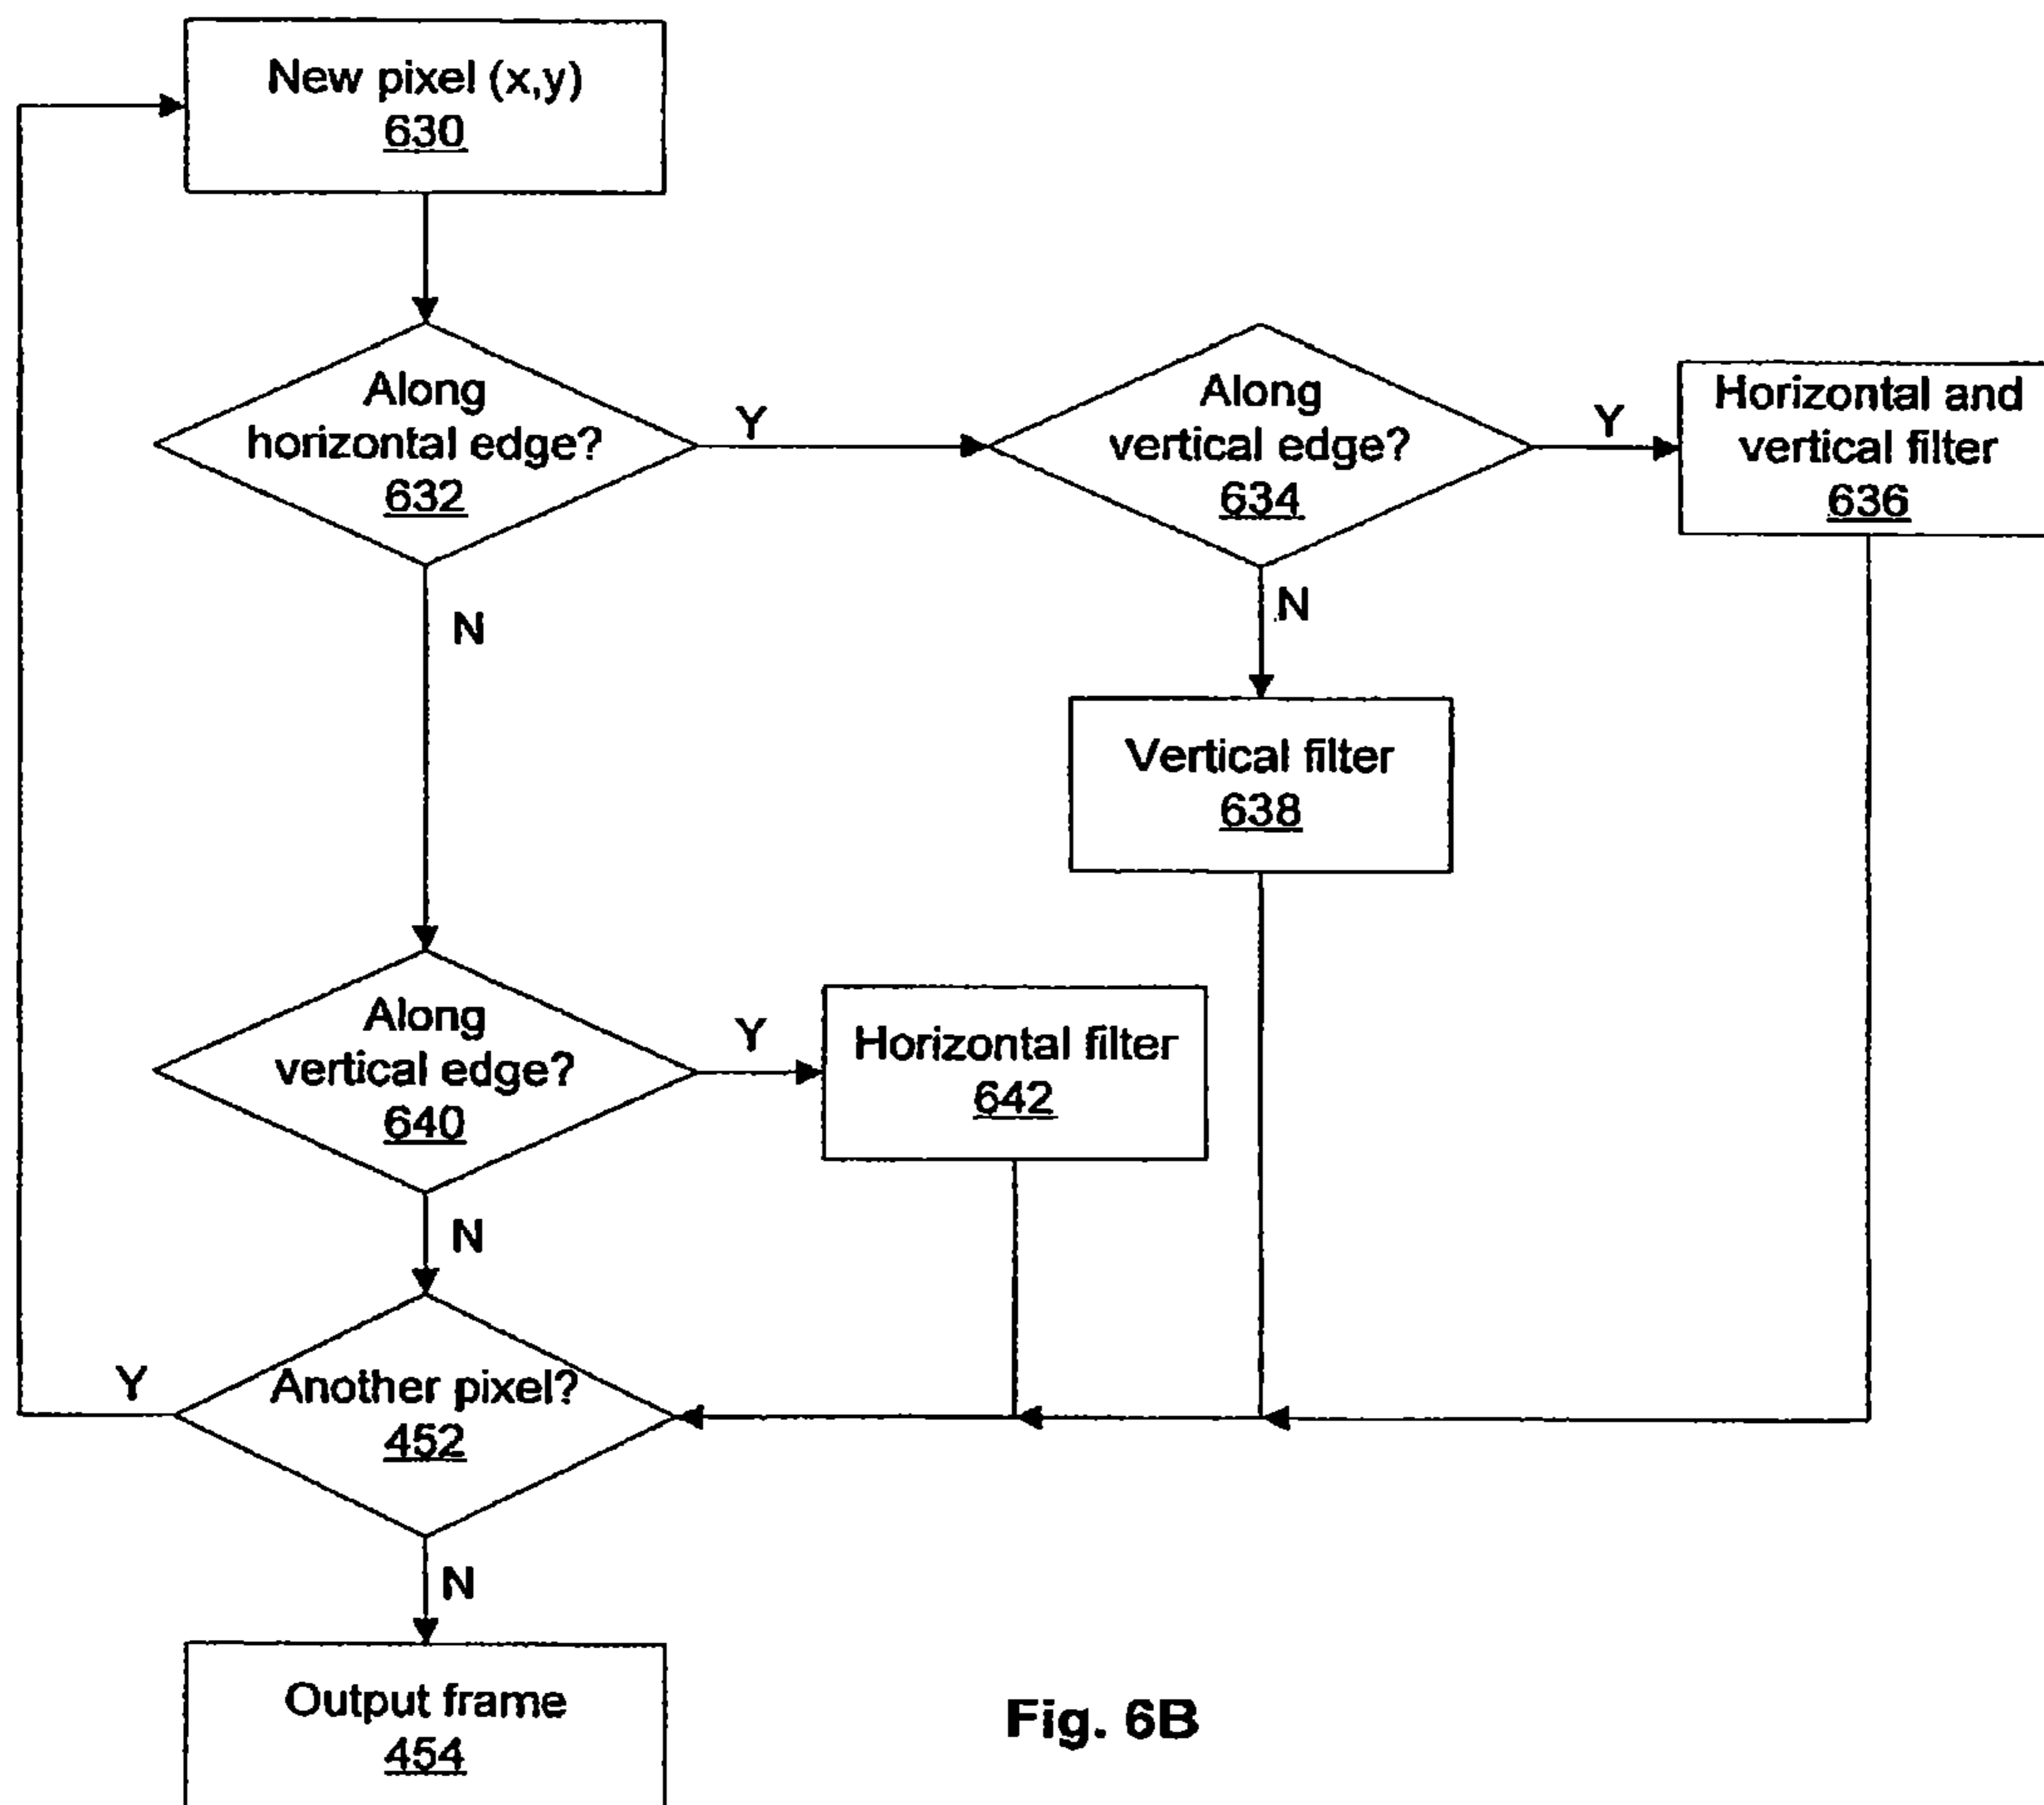 New pixel (x,y)
630
Along
horizontal edge?
632
Y
Along
vertical edge?
634
Y
Horizontal and
vertical filter
636
N
N
Vertical filter
638
Along
vertical edge?
640
Y
Horizontal filter
642
N
Y
Another pixel?
452
N
Output frame
454
Fig. 6B